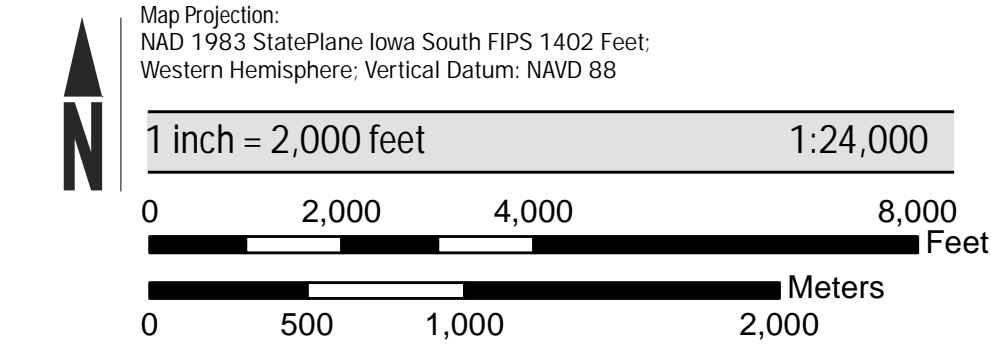 Map Projection:
NAD 1983 StatePlane Iowa South FIPS 1402 Feet;
Western Hemisphere; Vertical Datum: NAVD 88
N
1 inch = 2,000 feet 1:24,000
0 2,000 4,000 8,000
Feet
Meters
0 500 1,000 2,000